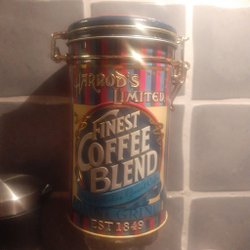 HARROD'S
LIMITED
FINEST
COFFEE
BLEND
EST 1849